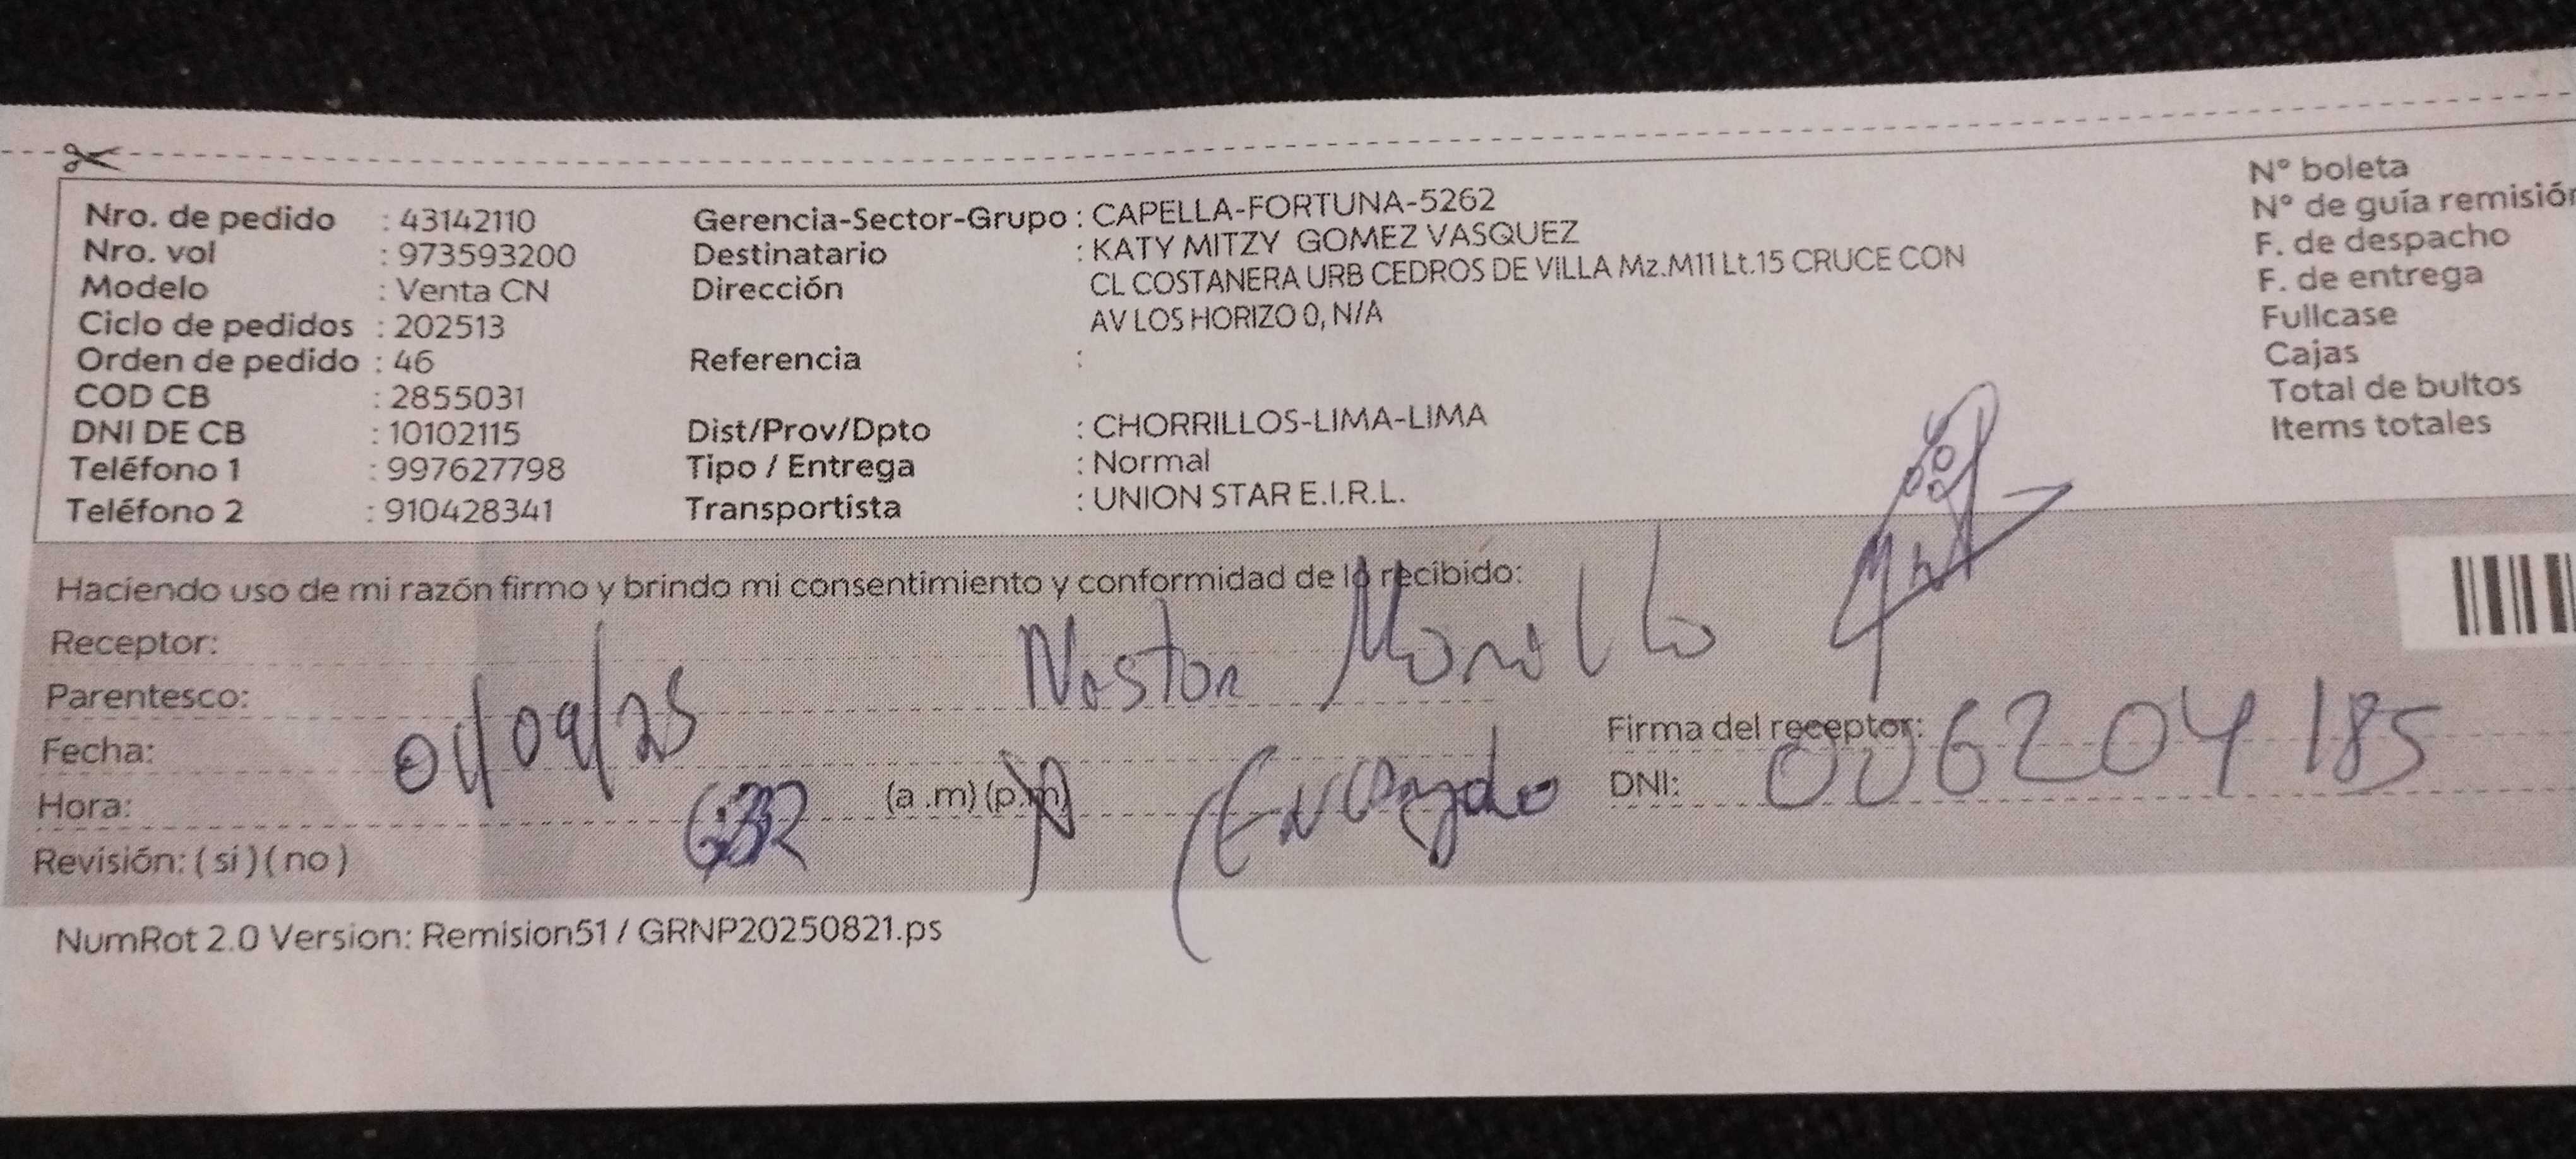 Nro. de pedido : 43142110
Nro. vol : 973593200
Modelo : Venta CN
Ciclo de pedidos : 202513
Orden de pedido : 46
COD CB : 2855031
DNI DE CB : 10102115
Teléfono 1 : 997627798
Teléfono 2 : 910428341
Gerencia-Sector-Grupo : CAPELLA-FORTUNA-5262
Destinatario : KATY MITZY GOMEZ VASQUEZ
Dirección CL COSTANERA URB CEDROS DE VILLA Mz.M11 Lt.15 CRUCE CON
AV LOS HORIZO 0, N/A
Referencia :
Dist/Prov/Dpto : CHORRILLOS-LIMA-LIMA
Tipo / Entrega : Normal
Transportista : UNION STAR E.I.R.L.
Nº boleta
Nº de guía remisión
F. de despacho
F. de entrega
Fullcase
Cajas
Total de bultos
Items totales
Haciendo uso de mi razón firmo y brindo mi consentimiento y conformidad de lo recibido:
Receptor: Nestor
Parentesco:
Fecha: 01/09/25
Hora: (a .m) (p.m)
Revisión: ( si ) ( no )
Firma del receptor:
DNI: 006204185
NumRot 2.0 Version: Remision51 / GRNP20250821.ps